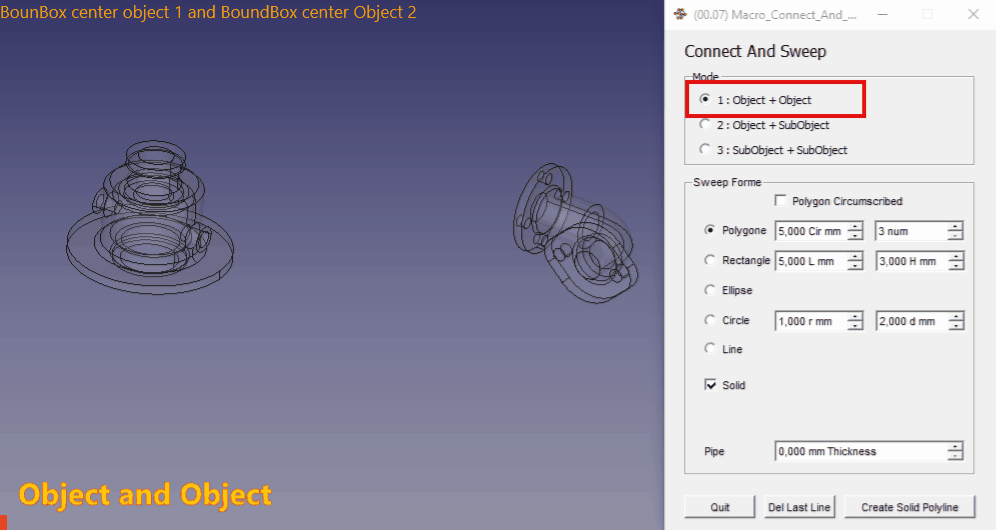 BounBox center object 1 and BoundBox center Object 2
(00.07) Macro_Connect_And_...
Connect And Sweep
Mode
1 : Object + Object
2 : Object + SubObject
3 : SubObject + SubObject
Sweep Forme
Polygon Circumscribed
Polygone 5,000 Cir mm 3 num
Rectangle 5,000 L mm 3,000 H mm
Ellipse
Circle 1,000 r mm 2,000 d mm
Line
Solid
Pipe 0,000 mm Thickness
Object and Object
Quit Del Last Line Create Solid Polyline